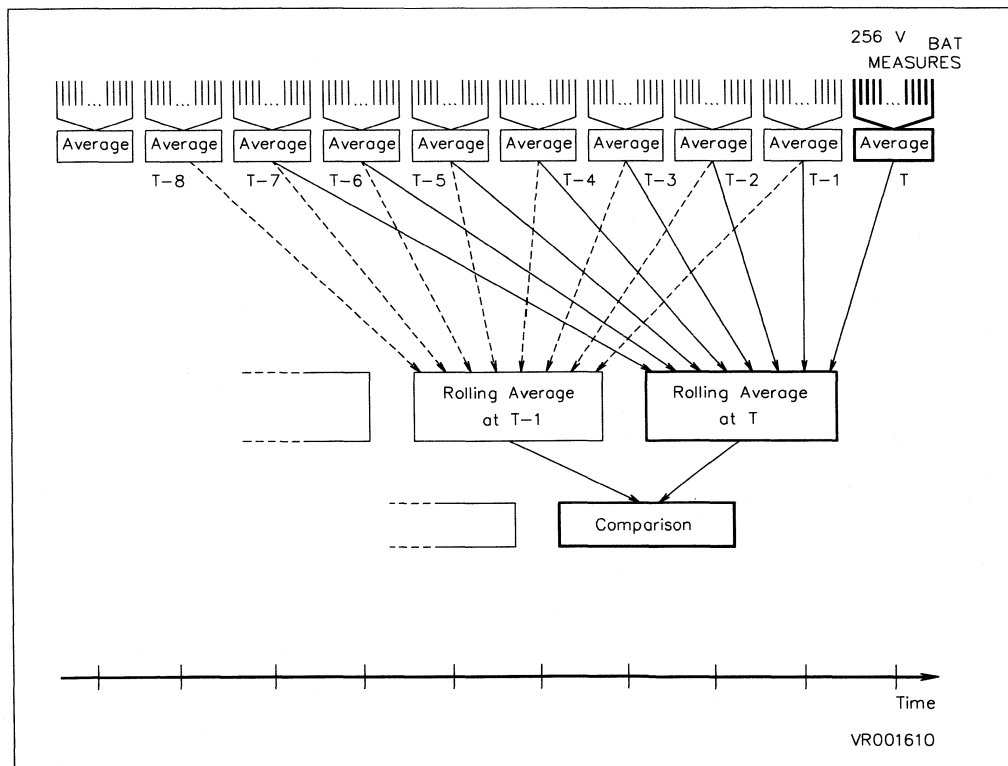 256 V BAT
MEASURES
... ... ... ... ... ... ... ... ... ...
Average Average Average Average Average Average Average Average Average Average
T-8 T-7 T-6 T-5 T-4 T-3 T-2 T-1 T
Rolling Average
at T-1
Rolling Average
at T
Comparison
Time
VR001610